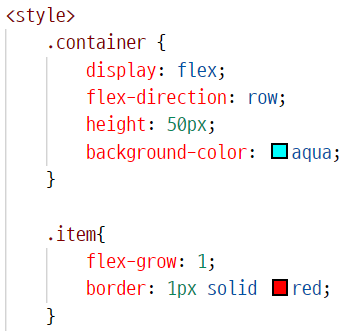 <style>
.container {
display: flex;
flex-direction: row;
height: 50px;
background-color: aqua;
}
.item{
flex-grow: 1;
border: 1px solid red;
}